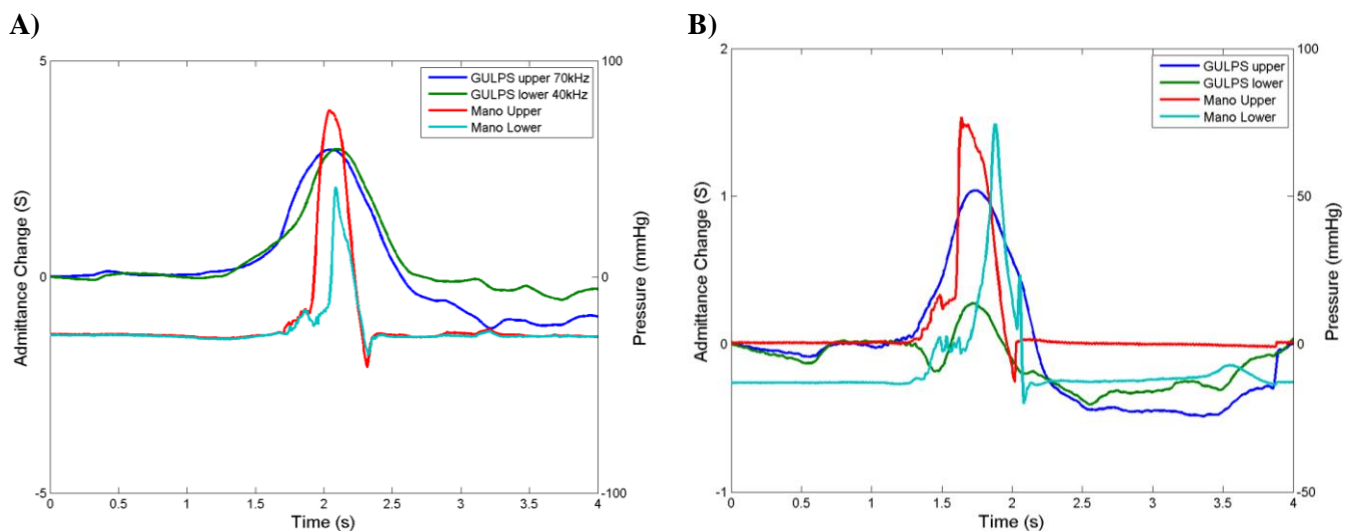 A)
5
100
GULPS upper 70kHz
GULPS lower 40kHz
Mano Upper
Mano Lower
Admittance Change (S)
0
0
Pressure (mmHg)
-5
-100
0 0.5 1 1.5 2 2.5 3 3.5 4
Time (s)
B)
2
100
GULPS upper
GULPS lower
Mano Upper
Mano Lower
1
50
Admittance Change (S)
0
0
Pressure (mmHg)
-1
-50
0 0.5 1 1.5 2 2.5 3 3.5 4
Time (s)